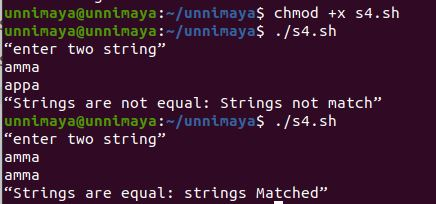 unnimaya@unnimaya:~/unnimaya$ chmod +x s4.sh
unnimaya@unnimaya:~/unnimaya$ ./s4.sh
“enter two string”
amma
appa
“Strings are not equal: Strings not match”
unnimaya@unnimaya:~/unnimaya$ ./s4.sh
“enter two string”
amma
amma
“Strings are equal: strings Matched”